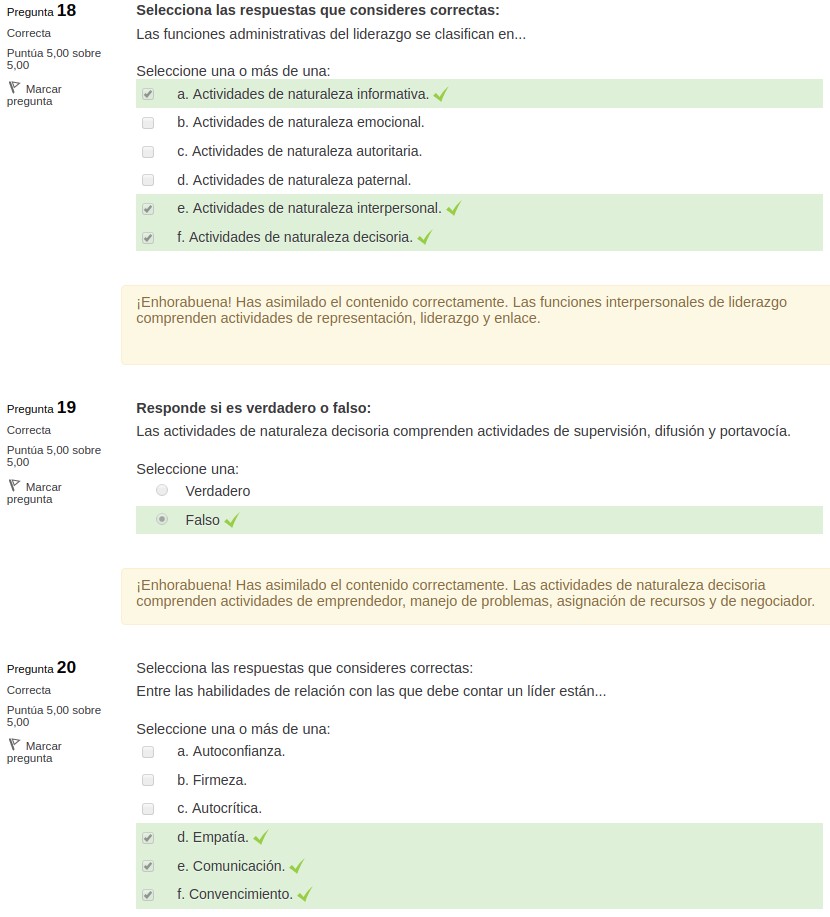 Pregunta 18
Correcta
Puntúa 5,00 sobre
5,00
Marcar
pregunta
Selecciona las respuestas que consideres correctas:
Las funciones administrativas del liderazgo se clasifican en...
Seleccione una o más de una:
a. Actividades de naturaleza informativa.
b. Actividades de naturaleza emocional.
c. Actividades de naturaleza autoritaria.
d. Actividades de naturaleza paternal.
e. Actividades de naturaleza interpersonal.
f. Actividades de naturaleza decisoria.
¡Enhorabuena! Has asimilado el contenido correctamente. Las funciones interpersonales de liderazgo
comprenden actividades de representación, liderazgo y enlace.
Pregunta 19
Correcta
Puntúa 5,00 sobre
5,00
Marcar
pregunta
Responde si es verdadero o falso:
Las actividades de naturaleza decisoria comprenden actividades de supervisión, difusión y portavocía.
Seleccione una:
Verdadero
Falso
¡Enhorabuena! Has asimilado el contenido correctamente. Las actividades de naturaleza decisoria
comprenden actividades de emprendedor, manejo de problemas, asignación de recursos y de negociador.
Pregunta 20
Correcta
Puntúa 5,00 sobre
5,00
Marcar
pregunta
Selecciona las respuestas que consideres correctas:
Entre las habilidades de relación con las que debe contar un líder están...
Seleccione una o más de una:
a. Autoconfianza.
b. Firmeza.
c. Autocrítica.
d. Empatía.
e. Comunicación.
f. Convencimiento.